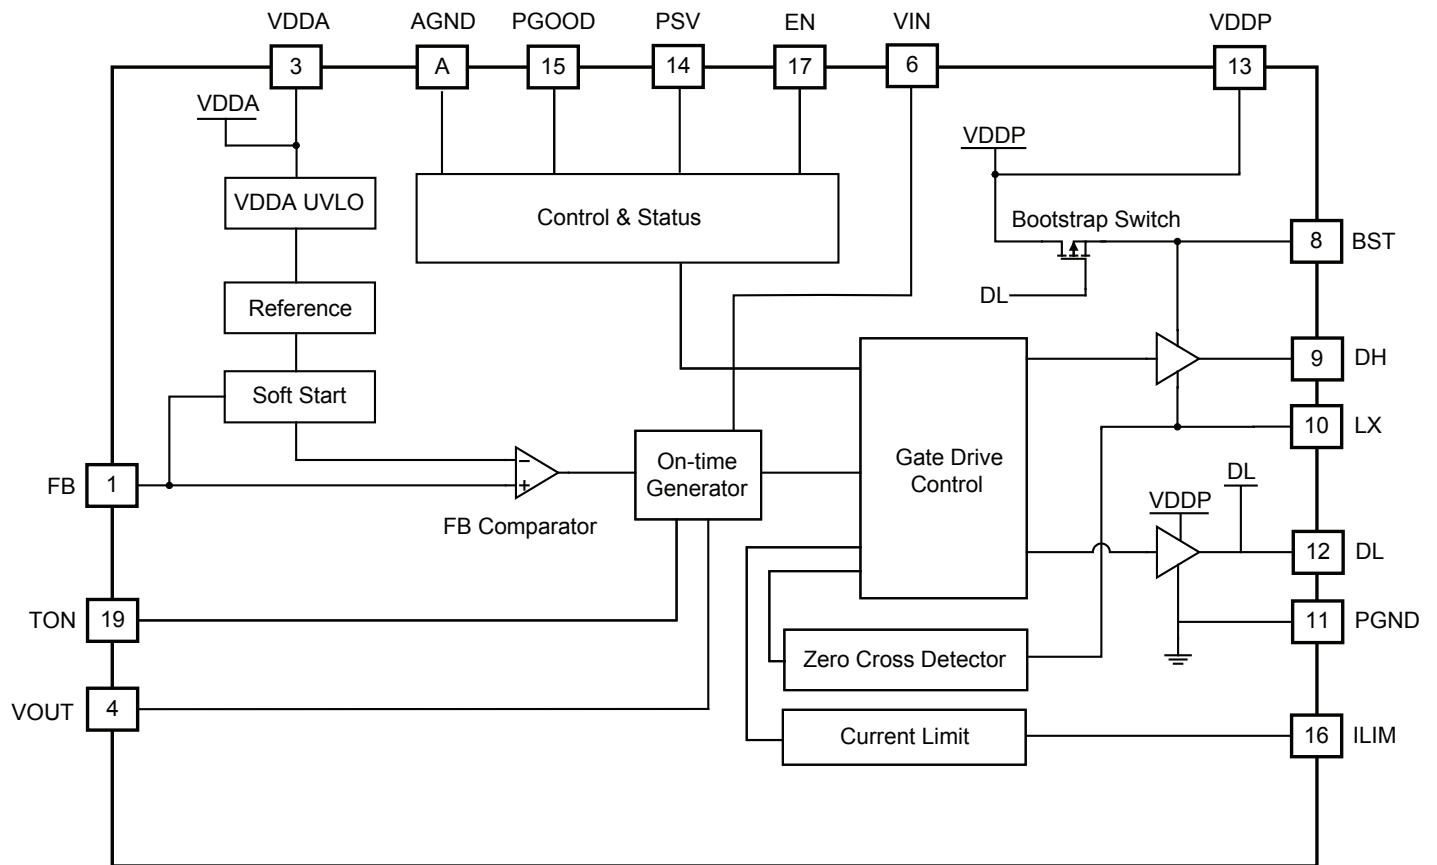 VDDA
AGND
PGOOD
PSV
EN
VIN
VDDP
3
A
15
14
17
6
13
VDDA
VDDP
VDDA UVLO
Control & Status
Bootstrap Switch
8
BST
DL
Reference
9
DH
Soft Start
10
LX
FB
1
−
+
FB Comparator
On-time
Generator
Gate Drive
Control
DL
VDDP
12
DL
TON
19
11
PGND
Zero Cross Detector
VOUT
4
Current Limit
16
ILIM